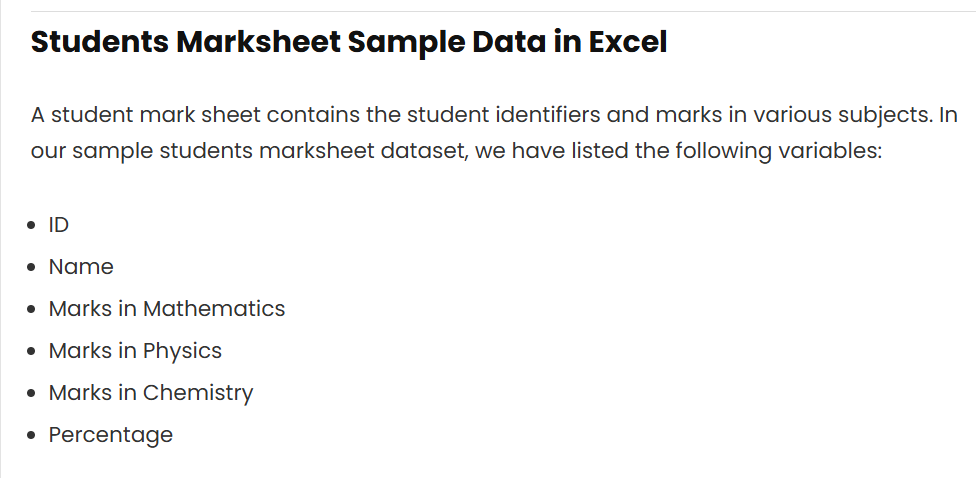 Students Marksheet Sample Data in Excel
A student mark sheet contains the student identifiers and marks in various subjects. In
our sample students marksheet dataset, we have listed the following variables:
• ID
• Name
• Marks in Mathematics
• Marks in Physics
• Marks in Chemistry
• Percentage